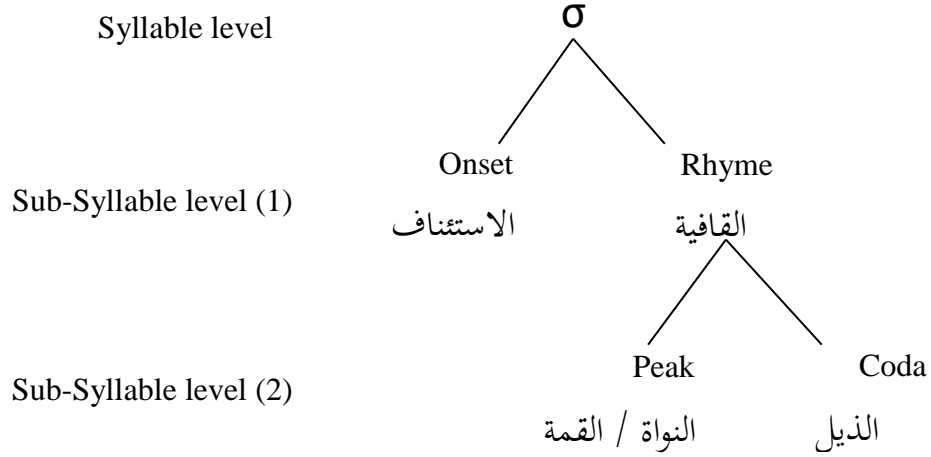 Syllable level σ
Onset Rhyme
Sub-Syllable level (1)
الاستئناف القافية
Peak Coda
Sub-Syllable level (2)
النواة / القمة الذيل